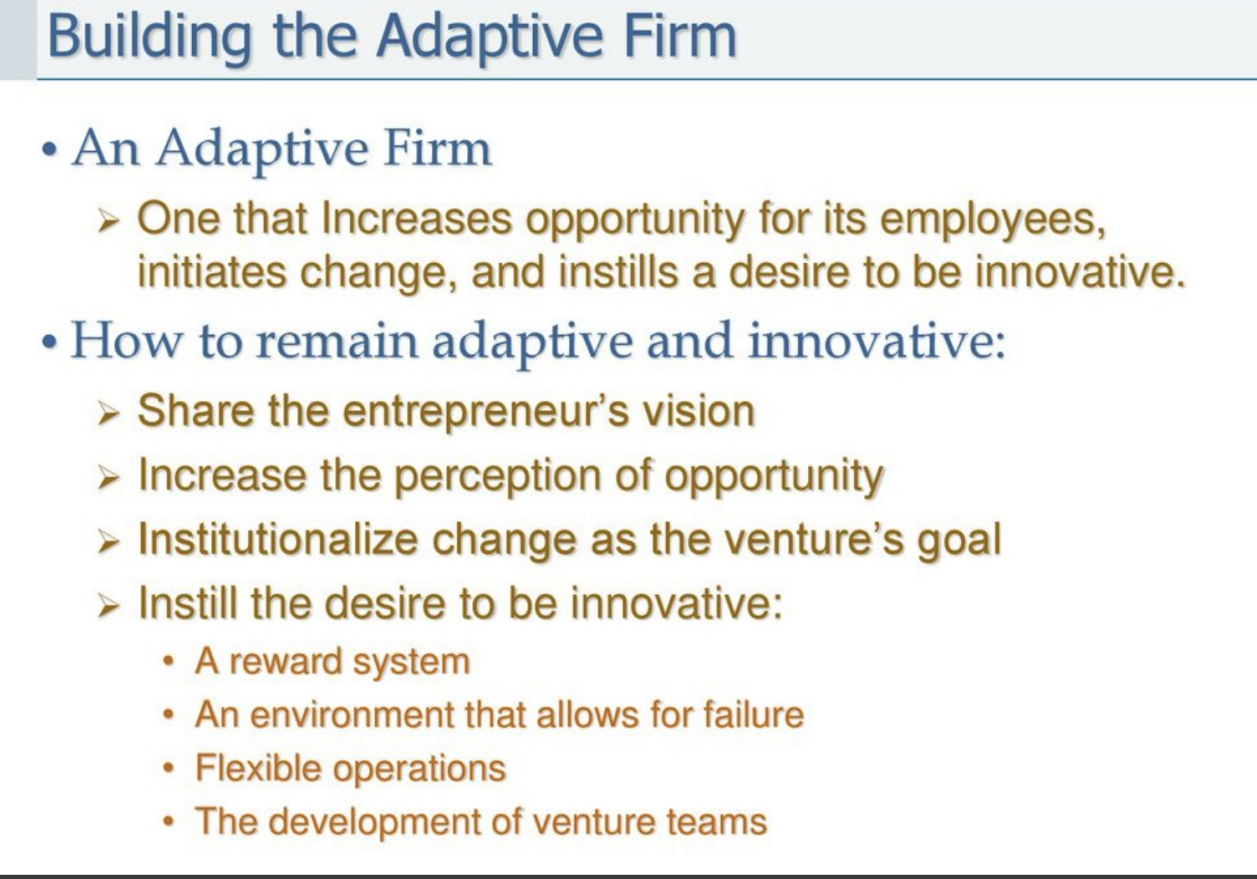 Building the Adaptive Firm
• An Adaptive Firm
➢ One that Increases opportunity for its employees,
initiates change, and instills a desire to be innovative.
• How to remain adaptive and innovative:
➢ Share the entrepreneur’s vision
➢ Increase the perception of opportunity
➢ Institutionalize change as the venture’s goal
➢ Instill the desire to be innovative:
• A reward system
• An environment that allows for failure
• Flexible operations
• The development of venture teams